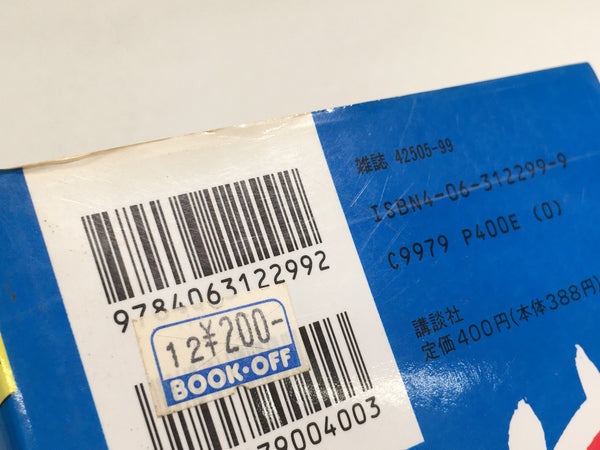 雑誌 42505-99
ISBN4-06-312299-9
C9979 P400E (0)
講談社
定価400円(本体388円)
9784063122992
12¥200-
BOOK·OFF
79004003